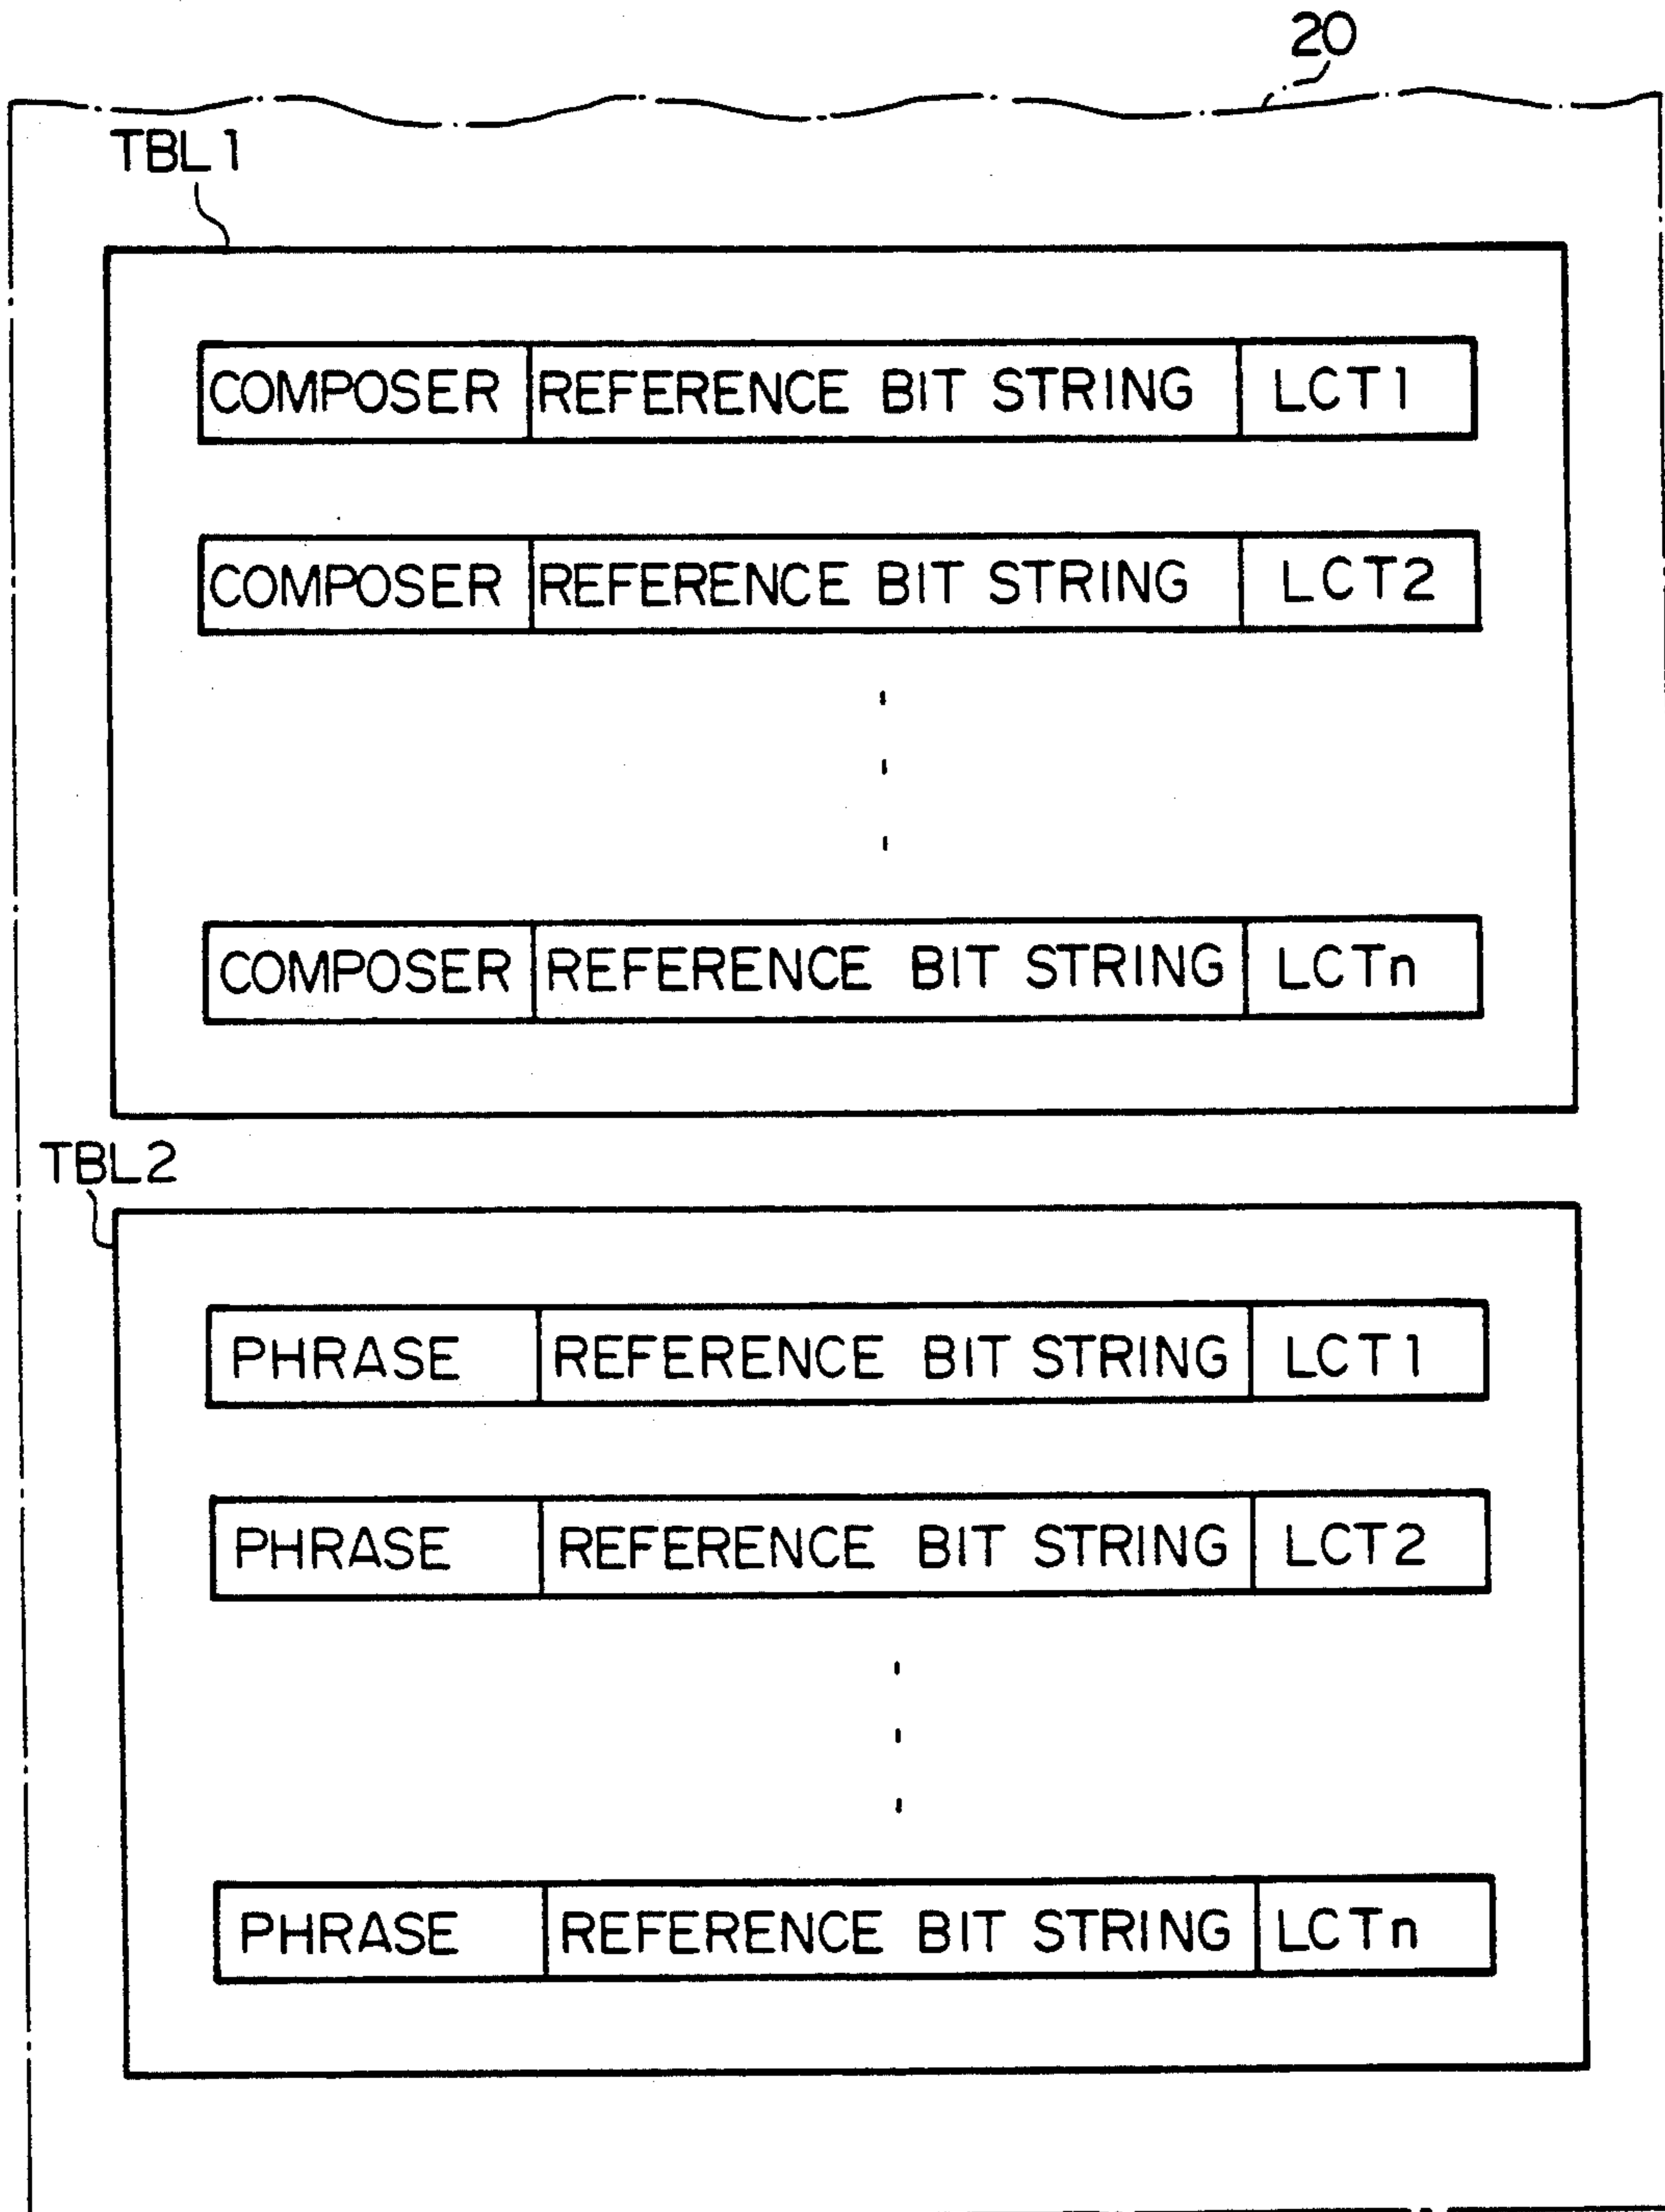 20
TBL1
COMPOSER REFERENCE BIT STRING LCT1
COMPOSER REFERENCE BIT STRING LCT2
COMPOSER REFERENCE BIT STRING LCTn
TBL2
PHRASE REFERENCE BIT STRING LCT1
PHRASE REFERENCE BIT STRING LCT2
PHRASE REFERENCE BIT STRING LCTn